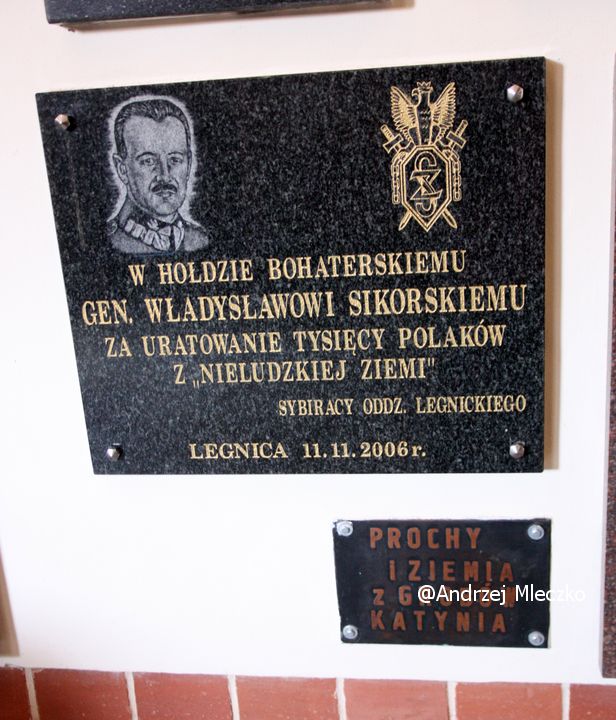 W HOŁDZIE BOHATERSKIEMU
GEN. WŁADYSŁAWOWI SIKORSKIEMU
ZA URATOWANIE TYSIĘCY POLAKÓW
Z „NIELUDZKIEJ ZIEMI"
SYBIRACY ODDZ. LEGNICKIEGO
LEGNICA 11.11.2006 r.
PROCHY
I ZIEMIA
@Andrzej Mleczko
Z GROBÓW
KATYNIA